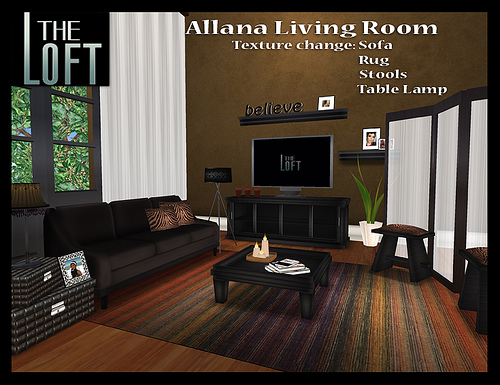 THE
LOFT
Allana Living Room
Texture change: Sofa
Rug
Stools
Table Lamp
believe
THE
LOFT